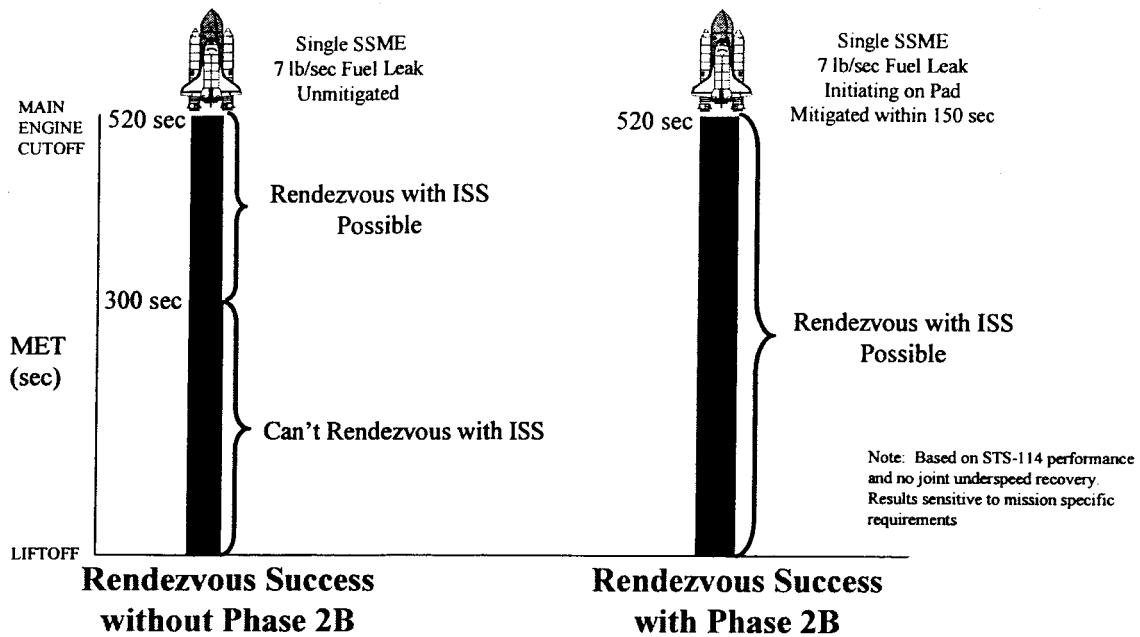 Single SSME
7 lb/sec Fuel Leak
Unmitigated
MAIN
ENGINE
CUTOFF
520 sec
Rendezvous with ISS
Possible
300 sec
MET
(sec)
Can't Rendezvous with ISS
LIFTOFF
Rendezvous Success
without Phase 2B
Single SSME
7 lb/sec Fuel Leak
Initiating on Pad
Mitigated within 150 sec
520 sec
Rendezvous with ISS
Possible
Note: Based on STS-114 performance
and no joint underspeed recovery.
Results sensitive to mission specific
requirements
Rendezvous Success
with Phase 2B